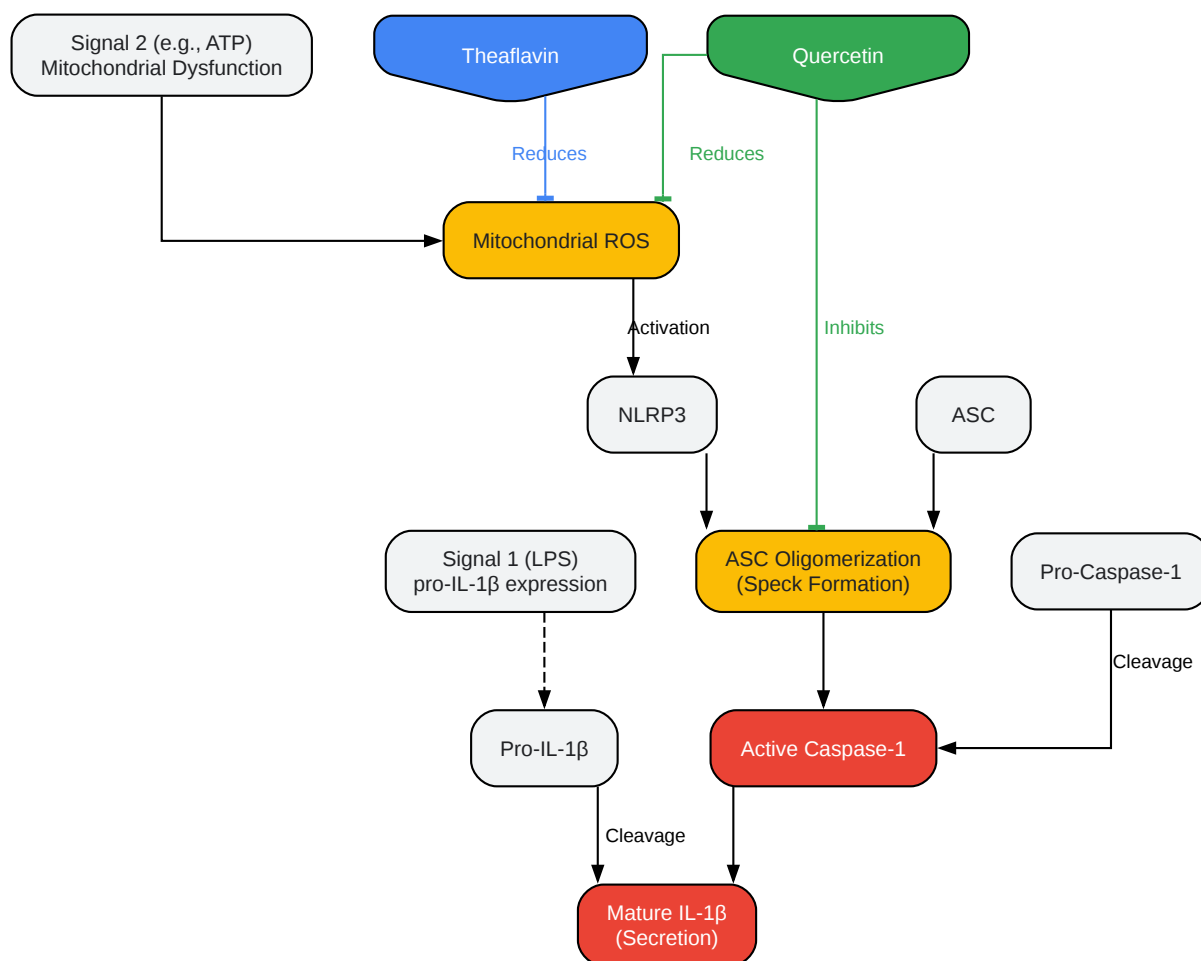 Signal 2 (e.g., ATP)
Mitochondrial Dysfunction
Theaflavin
Quercetin
Reduces
Reduces
Mitochondrial ROS
Activation
Inhibits
NLRP3
ASC
Signal 1 (LPS)
pro-IL-1β expression
ASC Oligomerization
(Speck Formation)
Pro-Caspase-1
Cleavage
Pro-IL-1β
Active Caspase-1
Cleavage
Mature IL-1β
(Secretion)